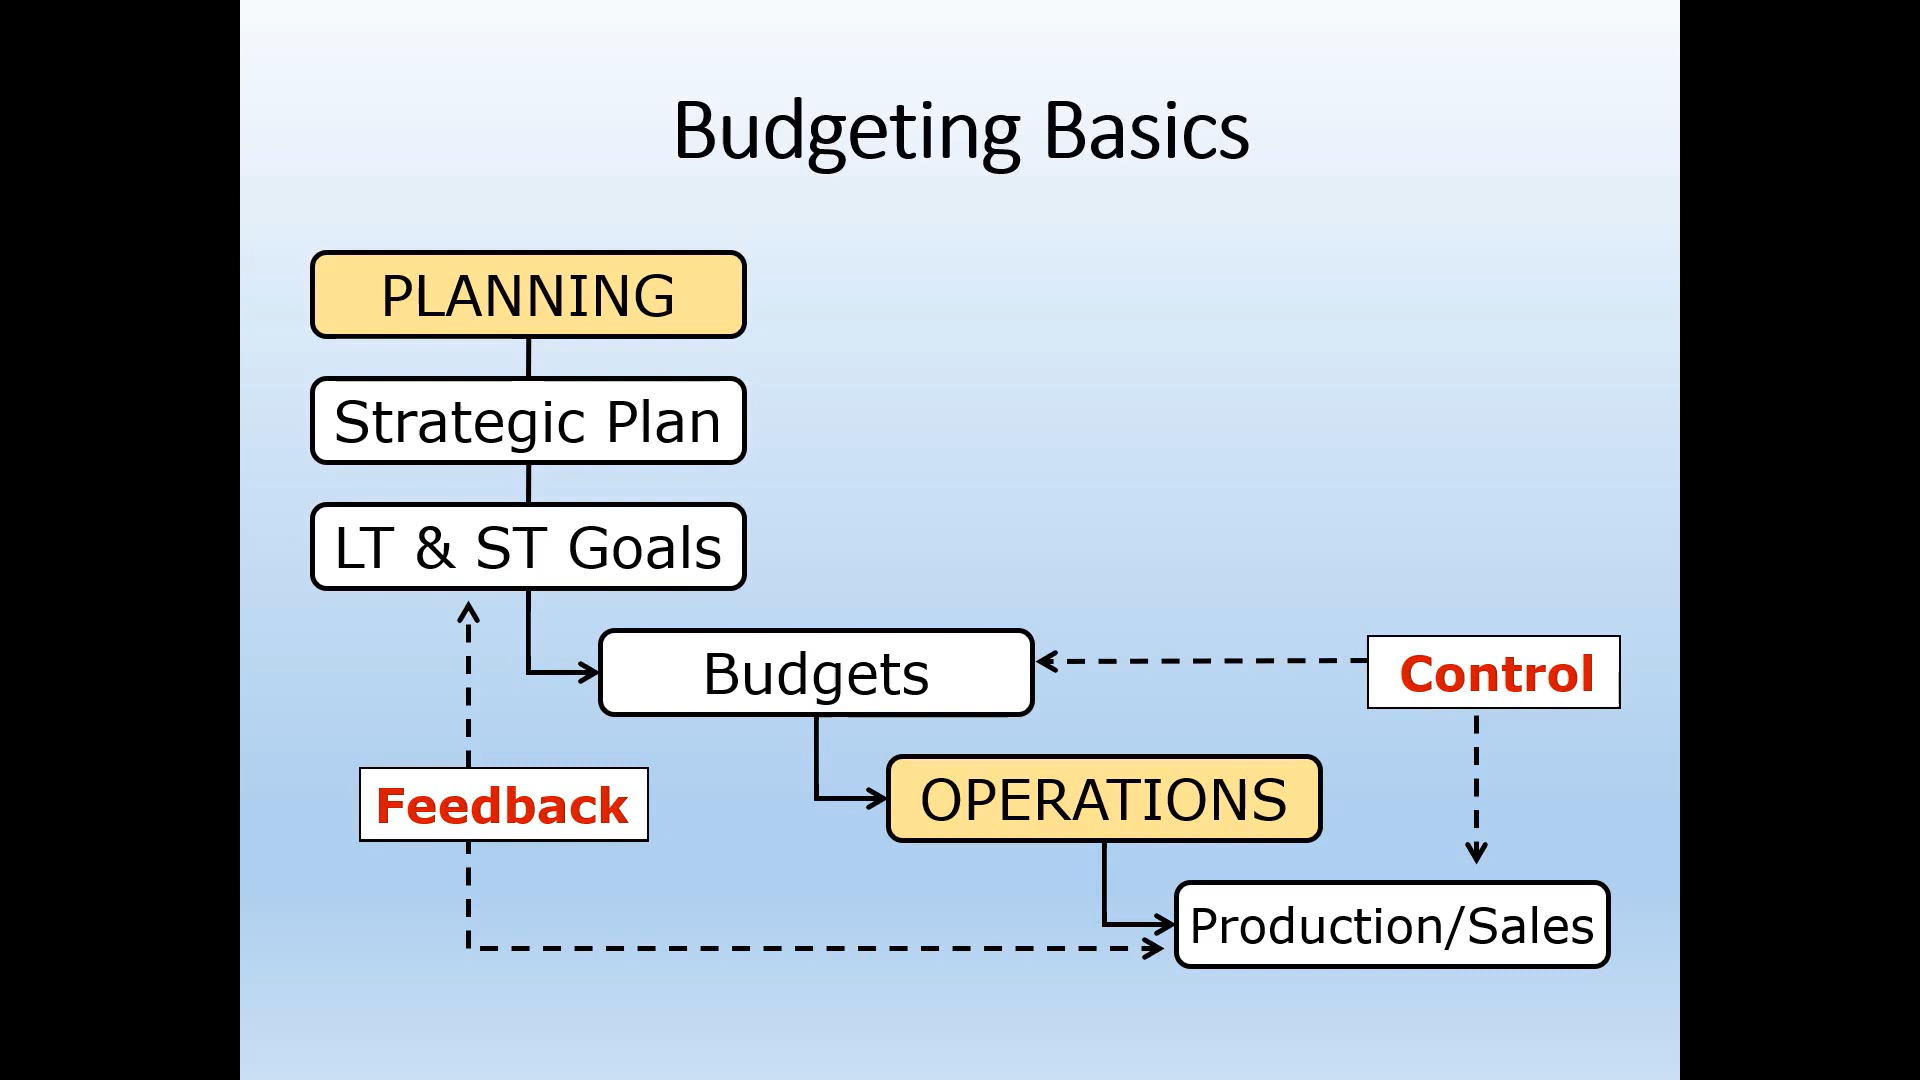 Budgeting Basics
PLANNING
Strategic Plan
LT & ST Goals
Budgets
Control
OPERATIONS
Feedback
Production/Sales